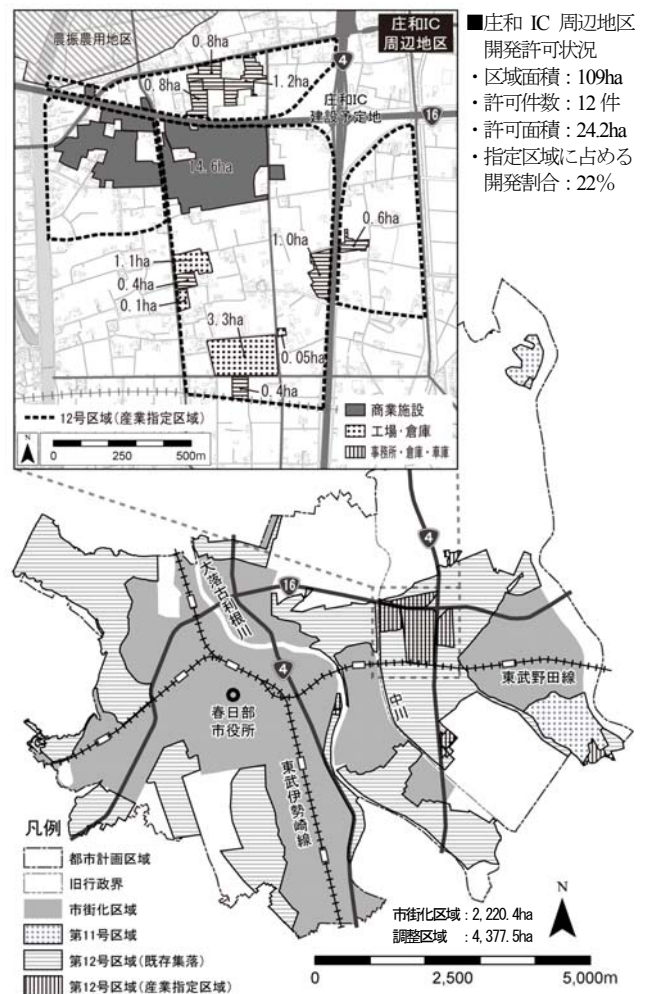 農振農用地区
庄和IC
周辺地区
0.8ha
0.8ha
1.2ha
4
庄和IC
建設予定地
16
14.6ha
0.6ha
1.0ha
1.1ha
0.4ha
0.1ha
3.3ha
0.05ha
0.4ha
12号区域(産業指定区域)
N
0 250 500m
商業施設
工場・倉庫
事務所・倉庫・車庫
■庄和 IC 周辺地区
開発許可状況
・区域面積：109ha
・許可件数：12 件
・許可面積：24.2ha
・指定区域に占める
開発割合：22%
4
16
大落古利根川
4
東武野田線
中川
春日部
市役所
東武伊勢崎線
凡例
都市計画区域
旧行政界
市街化区域
第11号区域
第12号区域(既存集落)
第12号区域(産業指定区域)
市街化区域：2,220.4ha
調整区域：4,377.5ha
N
0 2,500 5,000m